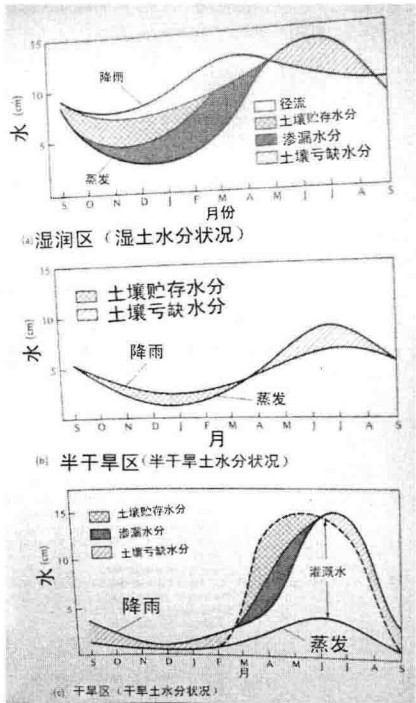 15
10
5
水 (cm)
降雨
蒸发
径流
土壤贮存水分
渗漏水分
土壤亏缺水分
S O N D J F M A M J J A S
月份
(a)湿润区(湿土水分状况)
15
10
5
水 (cm)
土壤贮存水分
土壤亏缺水分
降雨
蒸发
S O N D J F M A M J J A S
月
(b) 半干旱区(半干旱土水分状况)
15
10
5
水 (cm)
土壤贮存水分
渗漏水分
土壤亏缺水分
灌溉水
降雨
蒸发
S O N D J F M A M J J A S
月
(c) 干旱区(干旱土水分状况)